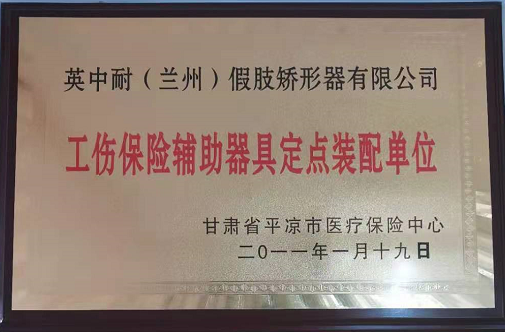 英中耐（兰州）假肢矫形器有限公司
工伤保险辅助器具定点装配单位
甘肃省平凉市医疗保险中心
二〇一一年一月十九日